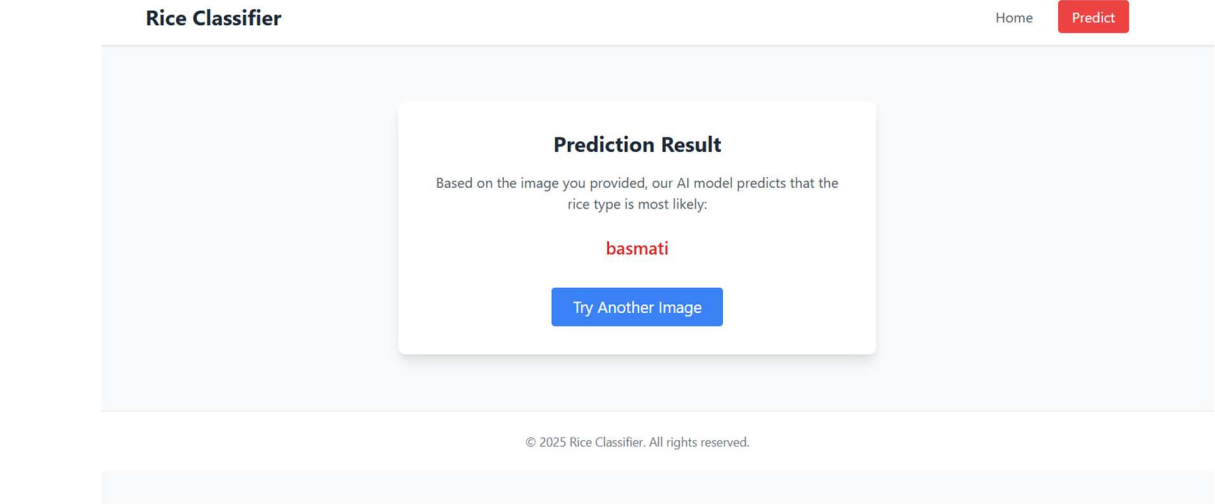 Rice Classifier
Home
Predict
Prediction Result
Based on the image you provided, our AI model predicts that the
rice type is most likely:
basmati
Try Another Image
© 2025 Rice Classifier. All rights reserved.